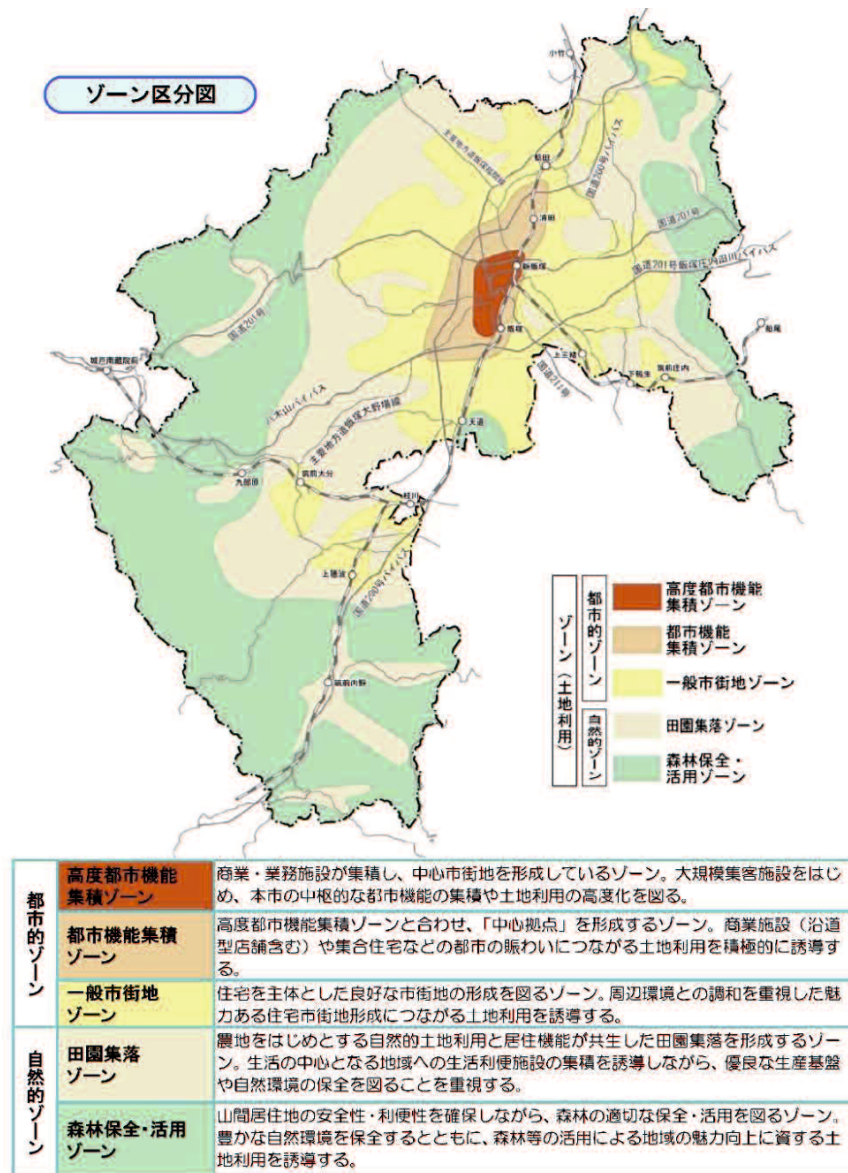 ゾーン区分図
小竹
主要地方道飯塚福間線
鯰田
国道200号バイパス
浦田
国道201号
新飯塚
国道201号飯塚庄内田川バイパス
飯塚
船尾
国道201号
上三緒
城戸南蔵院前
下鴨生
筑前庄内
国道211号
八木山バイパス
主要地方道飯塚大野城線
天道
九郎原
筑前大分
桂川
上穂波
国道200号バイパス
筑前内野
ゾーン（土地利用）
都市的ゾーン
高度都市機能
集積ゾーン
都市機能
集積ゾーン
一般市街地ゾーン
自然的ゾーン
田園集落ゾーン
森林保全・
活用ゾーン
都市的ゾーン
高度都市機能
集積ゾーン
商業・業務施設が集積し、中心市街地を形成しているゾーン。大規模集客施設をはじ
め、本市の中枢的な都市機能の集積や土地利用の高度化を図る。
都市機能集積
ゾーン
高度都市機能集積ゾーンと合わせ、「中心拠点」を形成するゾーン。商業施設（沿道
型店舗含む）や集合住宅などの都市の賑わいにつながる土地利用を積極的に誘導す
る。
一般市街地
ゾーン
住宅を主体とした良好な市街地の形成を図るゾーン。周辺環境との調和を重視した魅
力ある住宅市街地形成につながる土地利用を誘導する。
自然的ゾーン
田園集落
ゾーン
農地をはじめとする自然的土地利用と居住機能が共生した田園集落を形成するゾー
ン。生活の中心となる地域への生活利便施設の集積を誘導しながら、優良な生産基盤
や自然環境の保全を図ることを重視する。
森林保全・活用
ゾーン
山間居住地の安全性・利便性を確保しながら、森林の適切な保全・活用を図るゾーン。
豊かな自然環境を保全するとともに、森林等の活用による地域の魅力向上に資する土
地利用を誘導する。